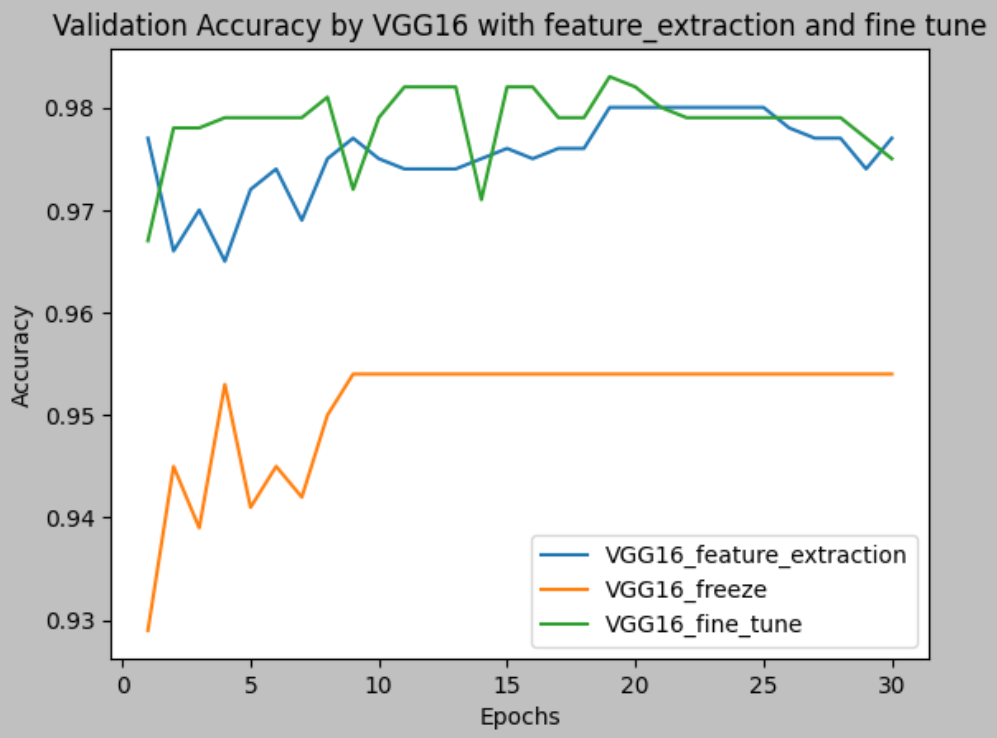 Validation Accuracy by VGG16 with feature_extraction and fine tune
0.98
0.97
0.96
0.95
0.94
0.93
Accuracy
VGG16_feature_extraction
VGG16_freeze
VGG16_fine_tune
0 5 10 15 20 25 30
Epochs